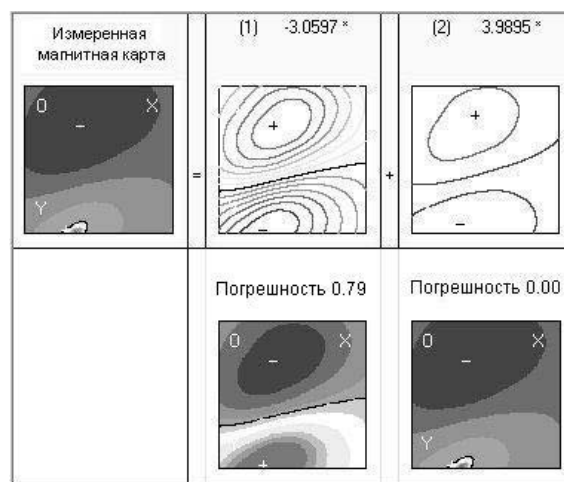 Измеренная
магнитная карта
(1) -3.0597 *
(2) 3.9895 *
O X
-
Y
=
+
-
+
+
-
Погрешность 0.79
Погрешность 0.00
O X
-
+
O X
-
Y